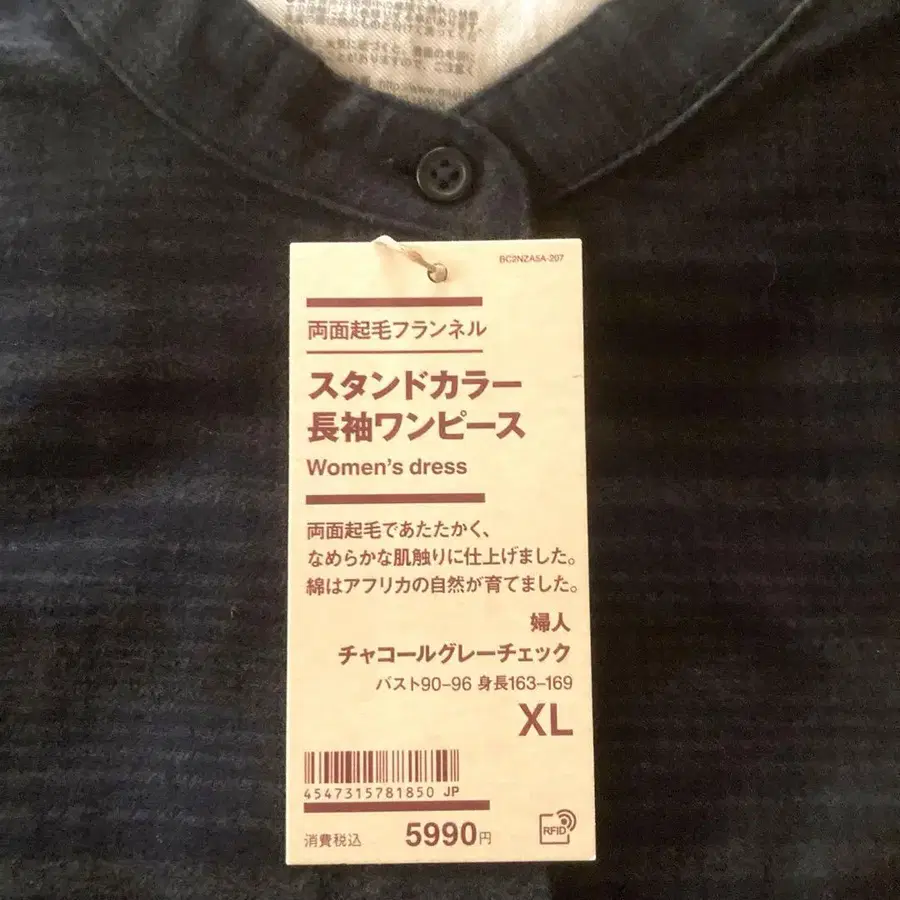 http://www.muji.
BC2NZA5A-207
両面起毛フランネル
スタンドカラー
長袖ワンピース
Women's dress
両面起毛であたたかく、
なめらかな肌触りに仕上げました。
綿はアフリカの自然が育てました。
婦人
チャコールグレーチェック
バスト90-96 身長163-169
XL
4547315781850 JP
消費税込 5990円
RFID